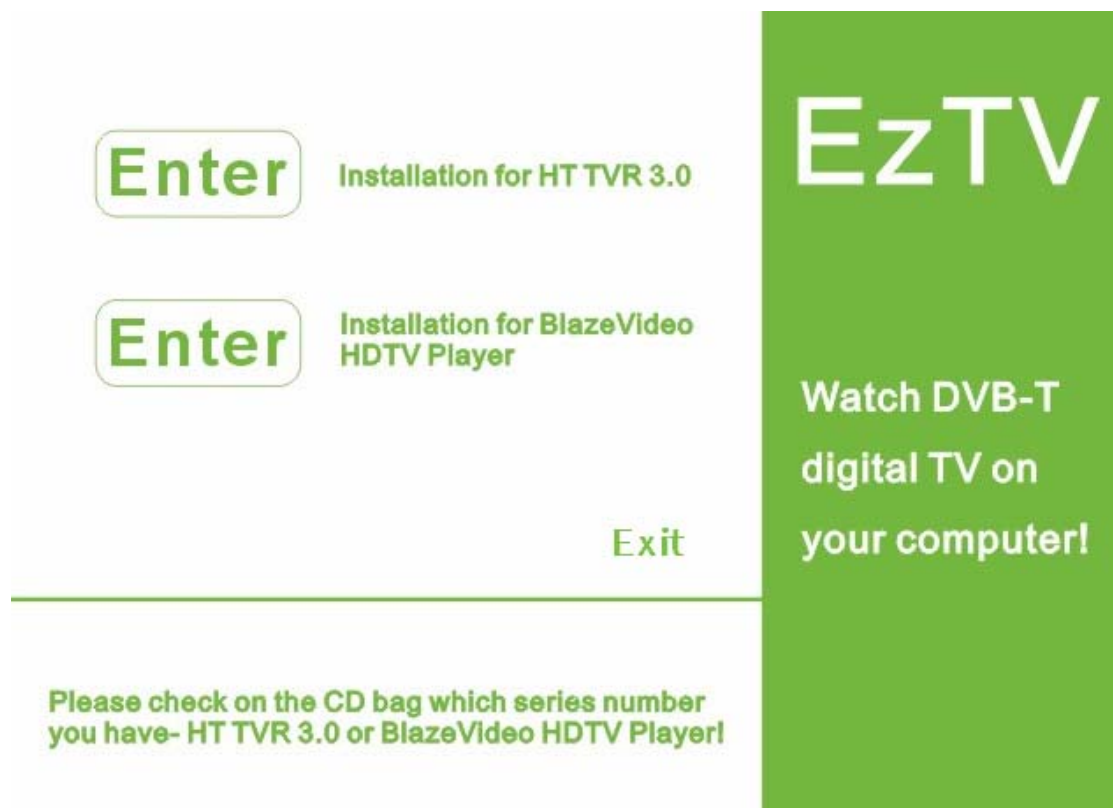 Enter
Installation for HT TVR 3.0
Enter
Installation for BlazeVideo
HDTV Player
Exit
Please check on the CD bag which series number
you have- HT TVR 3.0 or BlazeVideo HDTV Player!
EzTV
Watch DVB-T
digital TV on
your computer!